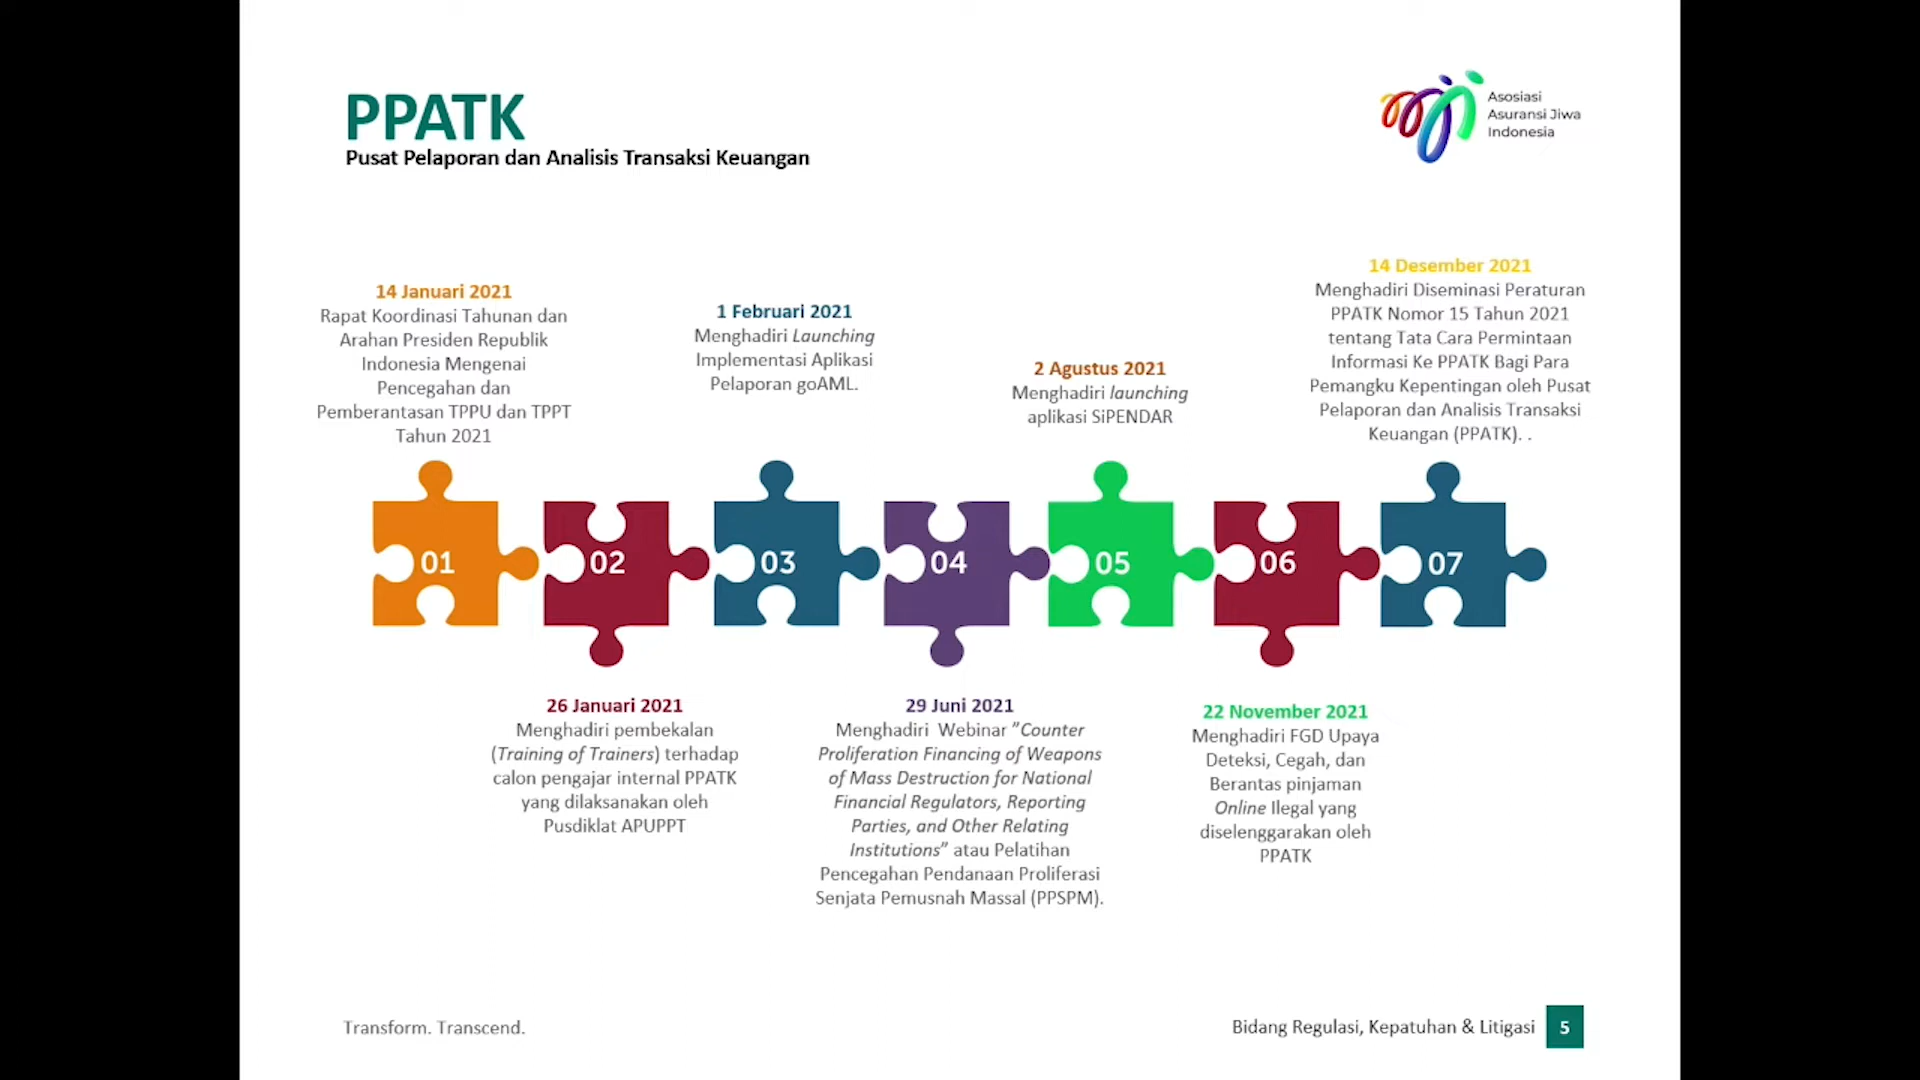 PPATK
Pusat Pelaporan dan Analisis Transaksi Keuangan
Asosiasi
Asuransi Jiwa
Indonesia
14 Januari 2021
Rapat Koordinasi Tahunan dan
Arahan Presiden Republik
Indonesia Mengenai
Pencegahan dan
Pemberantasan TPPU dan TPPT
Tahun 2021
1 Februari 2021
Menghadiri Launching
Implementasi Aplikasi
Pelaporan goAML.
2 Agustus 2021
Menghadiri launching
aplikasi SiPENDAR
14 Desember 2021
Menghadiri Diseminasi Peraturan
PPATK Nomor 15 Tahun 2021
tentang Tata Cara Permintaan
Informasi Ke PPATK Bagi Para
Pemangku Kepentingan oleh Pusat
Pelaporan dan Analisis Transaksi
Keuangan (PPATK). .
01
02
03
04
05
06
07
26 Januari 2021
Menghadiri pembekalan
(Training of Trainers) terhadap
calon pengajar internal PPATK
yang dilaksanakan oleh
Pusdiklat APUPPT
29 Juni 2021
Menghadiri Webinar ”Counter
Proliferation Financing of Weapons
of Mass Destruction for National
Financial Regulators, Reporting
Parties, and Other Relating
Institutions” atau Pelatihan
Pencegahan Pendanaan Proliferasi
Senjata Pemusnah Massal (PPSPM).
22 November 2021
Menghadiri FGD Upaya
Deteksi, Cegah, dan
Berantas pinjaman
Online Ilegal yang
diselenggarakan oleh
PPATK
Transform. Transcend.
Bidang Regulasi, Kepatuhan & Litigasi
5